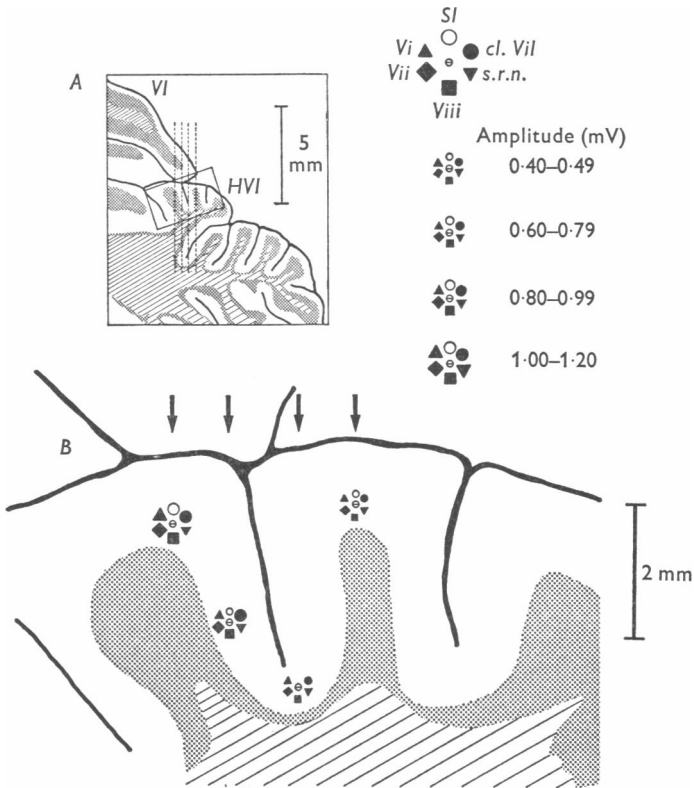 SI
Vi
cl. Vil
Vii
s.r.n.
Viii
A
VI
5
mm
HVI
Amplitude (mV)
0·40–0·49
0·60–0·79
0·80–0·99
1·00–1·20
B
2 mm